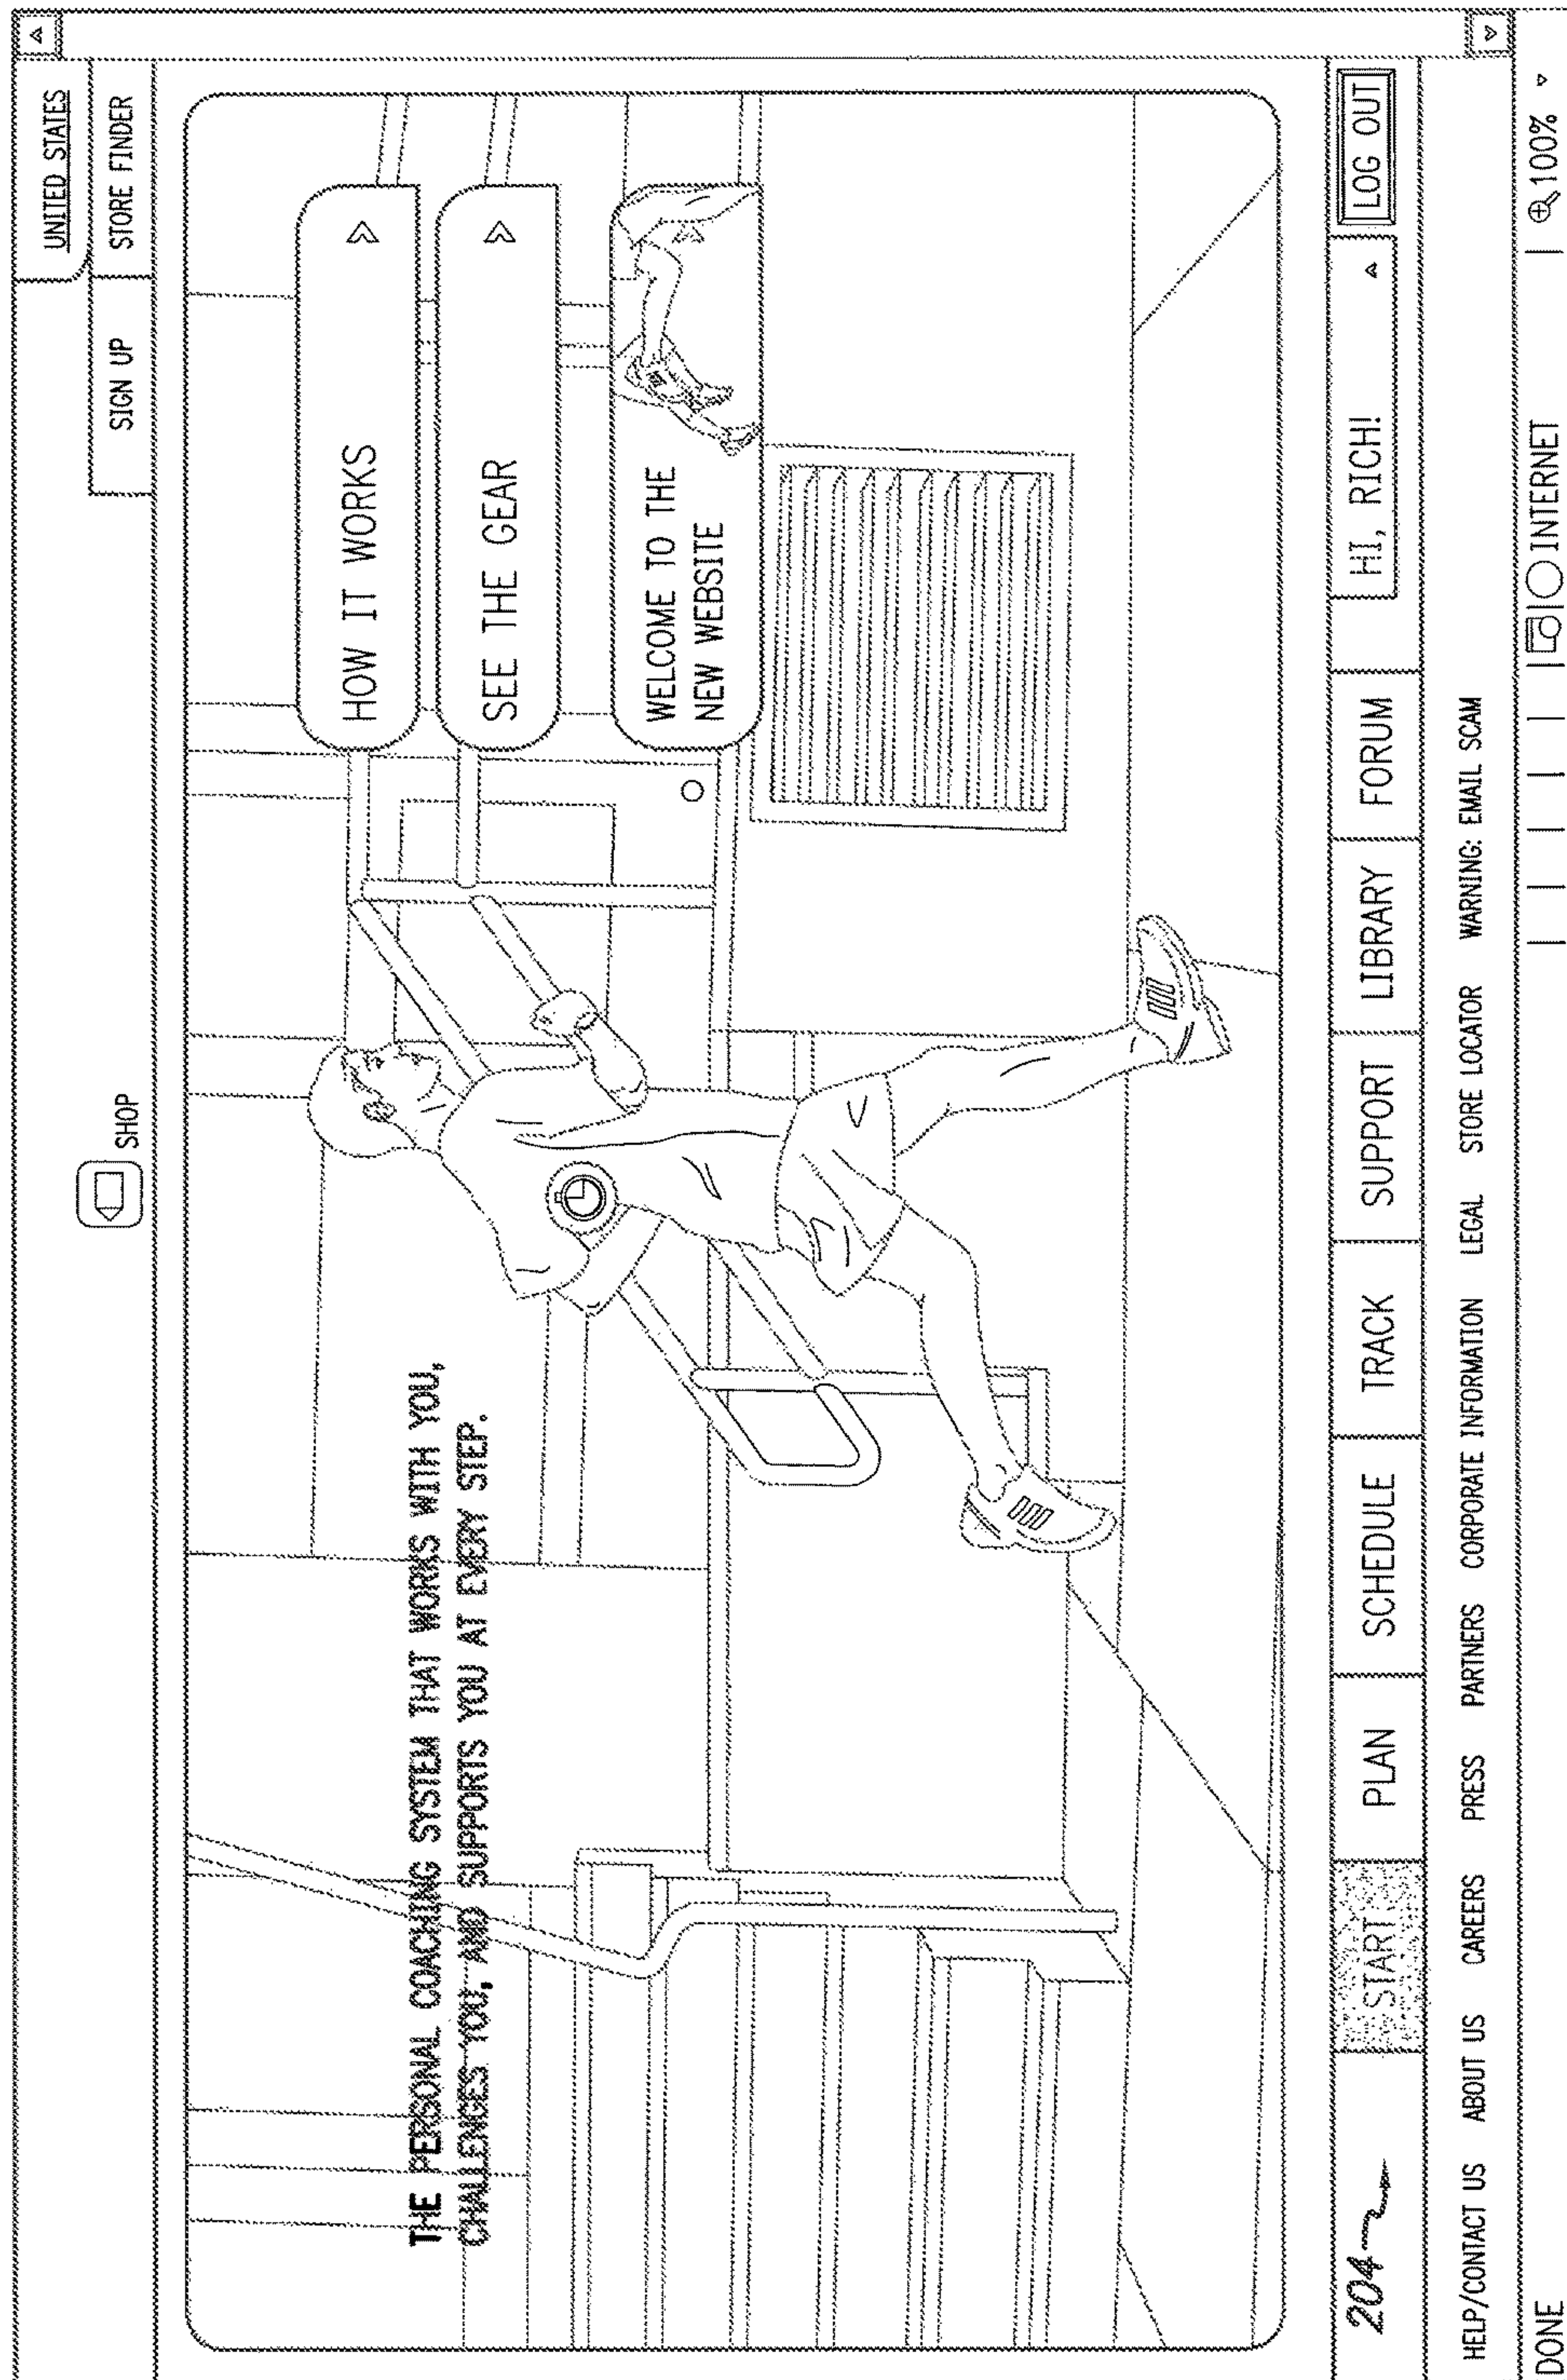 UNITED STATES
SHOP
SIGN UP STORE FINDER
THE PERSONAL COACHING SYSTEM THAT WORKS WITH YOU,
CHALLENGES YOU, AND SUPPORTS YOU AT EVERY STEP.
HOW IT WORKS
SEE THE GEAR
WELCOME TO THE
NEW WEBSITE
204 START PLAN SCHEDULE TRACK SUPPORT LIBRARY FORUM HI, RICH! LOG OUT
HELP/CONTACT US ABOUT US CAREERS PRESS PARTNERS CORPORATE INFORMATION LEGAL STORE LOCATOR WARNING: EMAIL SCAM
DONE INTERNET 100%